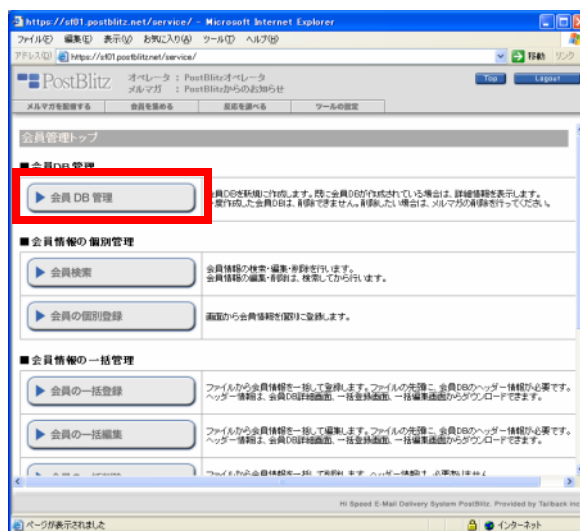 https://sf01.postblitz.net/service/ - Microsoft Internet Explorer
ファイル(F) 編集(E) 表示(V) お気に入り(A) ツール(T) ヘルプ(H)
アドレス(D) https://sf01.postblitz.net/service/ 移動 リンク
PostBlitz オペレータ : PostBlitzオペレータ Top Logout
メルマガ : PostBlitzからのお知らせ
メルマガを配信する 会員を集める 反応を調べる ツールの設定
会員管理トップ
■会員DB 管理
会員 DB 管理
会員DBを新規に作成します。既に会員DBが作成されている場合は、詳細情報を表示します。
一度作成した会員DBは、削除できません。削除したい場合は、メルマガの削除を行ってください。
■会員情報の個別管理
会員検索
会員情報の検索・編集・削除を行います。
会員情報の編集・削除は、検索してから行います。
会員の個別登録
画面から会員情報を個別に登録します。
■会員情報の一括管理
会員の一括登録
ファイルから会員情報を一括して登録します。ファイルの先頭に、会員DBのヘッダー情報が必要です。
ヘッダー情報は、会員DB詳細画面、一括登録画面、一括編集画面からダウンロードできます。
会員の一括編集
ファイルから会員情報を一括して編集します。ファイルの先頭に、会員DBのヘッダー情報が必要です。
ヘッダー情報は、会員DB詳細画面、一括登録画面、一括編集画面からダウンロードできます。
Hi Speed E-Mail Delivery System PostBlitz. Provided by Tailback Inc
ページが表示されました インターネット